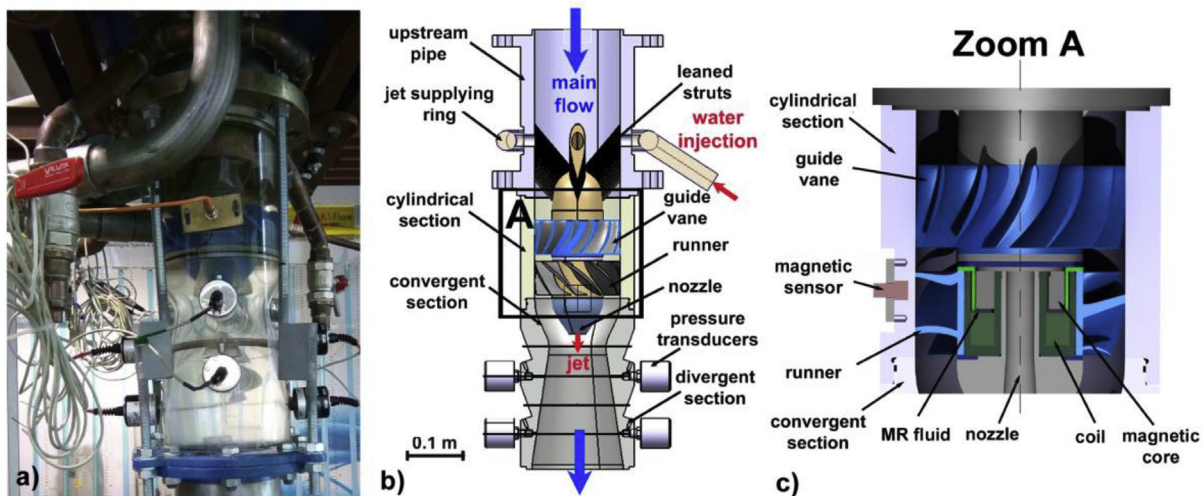 a)
b)
upstream
pipe
jet supplying
ring
main
flow
leaned
struts
water
injection
cylindrical
section
A
guide
vane
runner
convergent
section
nozzle
jet
pressure
transducers
divergent
section
0.1 m
Zoom A
cylindrical
section
guide
vane
magnetic
sensor
runner
convergent
section
MR fluid
nozzle
coil
magnetic
core
c)